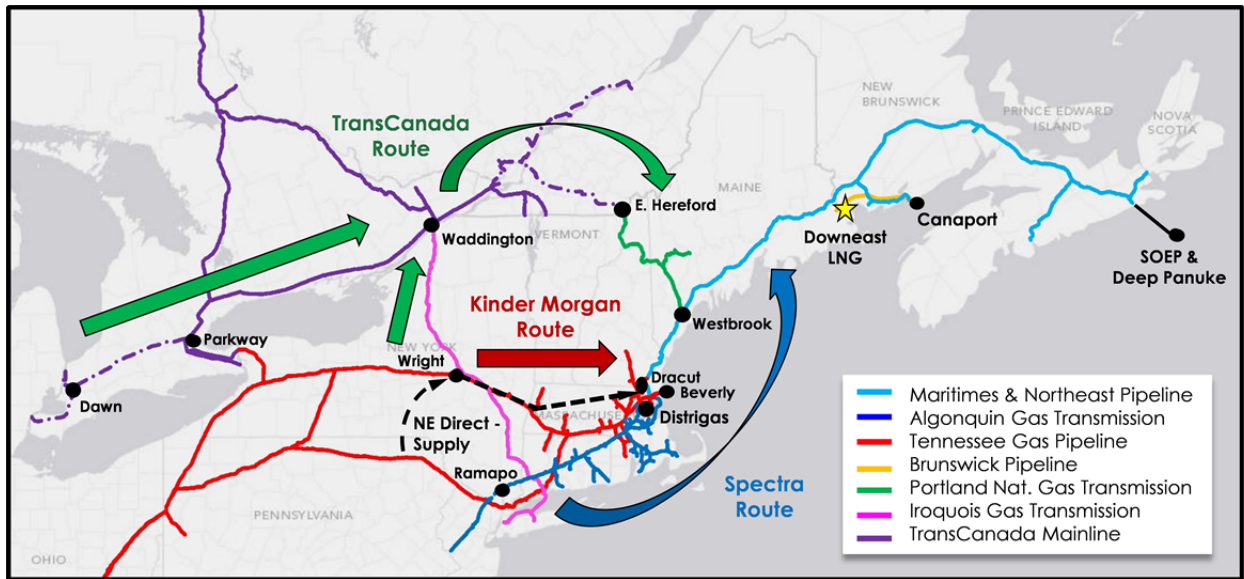 NEW
BRUNSWICK
PRINCE EDWARD
ISLAND
NOVA
SCOTIA
TransCanada
Route
MAINE
E. Hereford
Waddington
VERMONT
Downeast
LNG
Canaport
SOEP &
Deep Panuke
Kinder Morgan
Route
Westbrook
Parkway
NEW YORK
Wright
Dracut
Beverly
Dawn
MASSACHUSE
Distrigas
NE Direct -
Supply
Ramapo
Spectra
Route
PENNSYLVANIA
OHIO
Maritimes & Northeast Pipeline
Algonquin Gas Transmission
Tennessee Gas Pipeline
Brunswick Pipeline
Portland Nat. Gas Transmission
Iroquois Gas Transmission
TransCanada Mainline